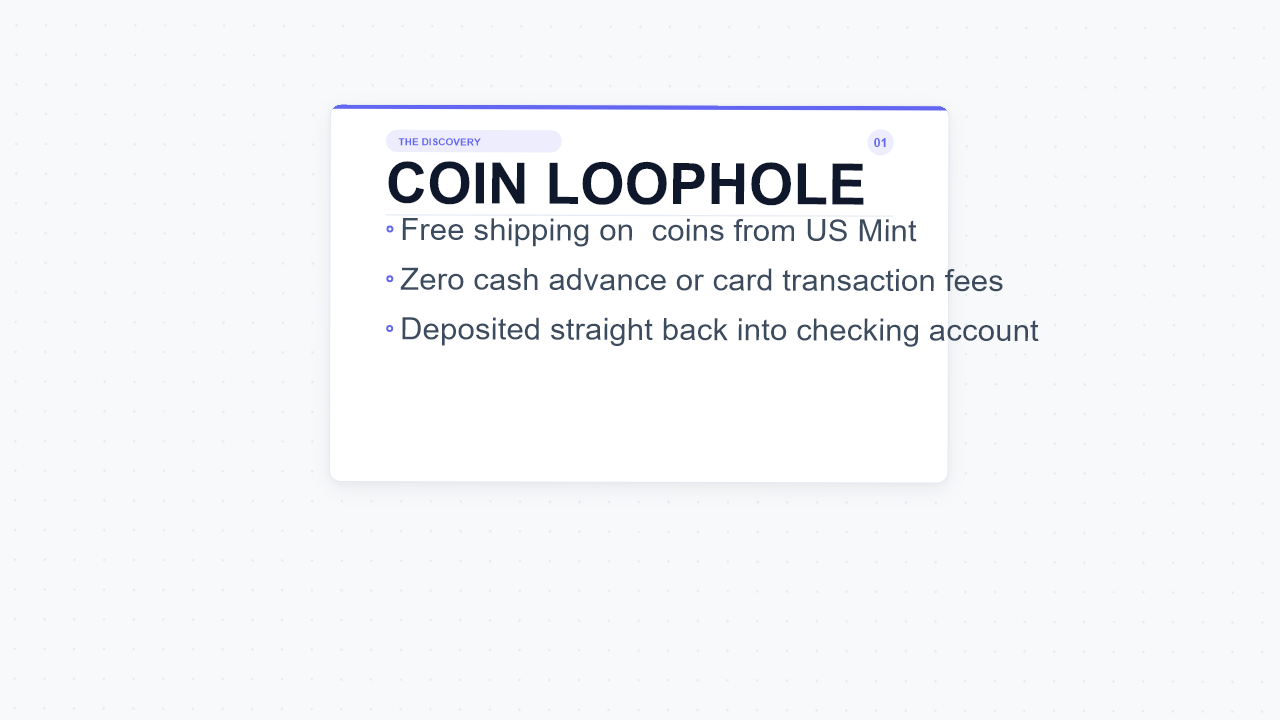 THE DISCOVERY
01
COIN LOOPHOLE
Free shipping on  coins from US Mint
Zero cash advance or card transaction fees
Deposited straight back into checking account